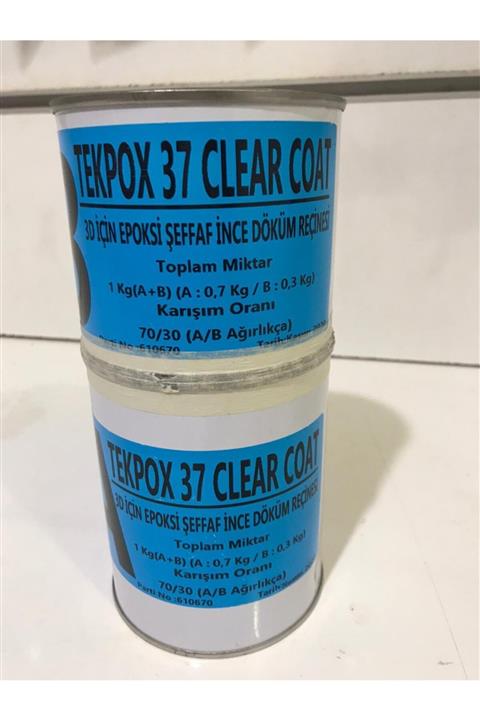 B
TEKPOX 37 CLEAR COAT
3D İÇİN EPOKSİ ŞEFFAF İNCE DÖKÜM REÇİNESİ
Toplam Miktar
1 Kg(A+B) (A : 0,7 Kg / B : 0,3 Kg)
Karışım Oranı
70/30 (A/B Ağırlıkça)
Parti No :610670
A
TEKPOX 37 CLEAR COAT
3D İÇİN EPOKSİ ŞEFFAF İNCE DÖKÜM REÇİNESİ
Toplam Miktar
1 Kg(A+B) (A : 0,7 Kg / B : 0,3 Kg)
Karışım Oranı
70/30 (A/B Ağırlıkça)
Parti No :610670